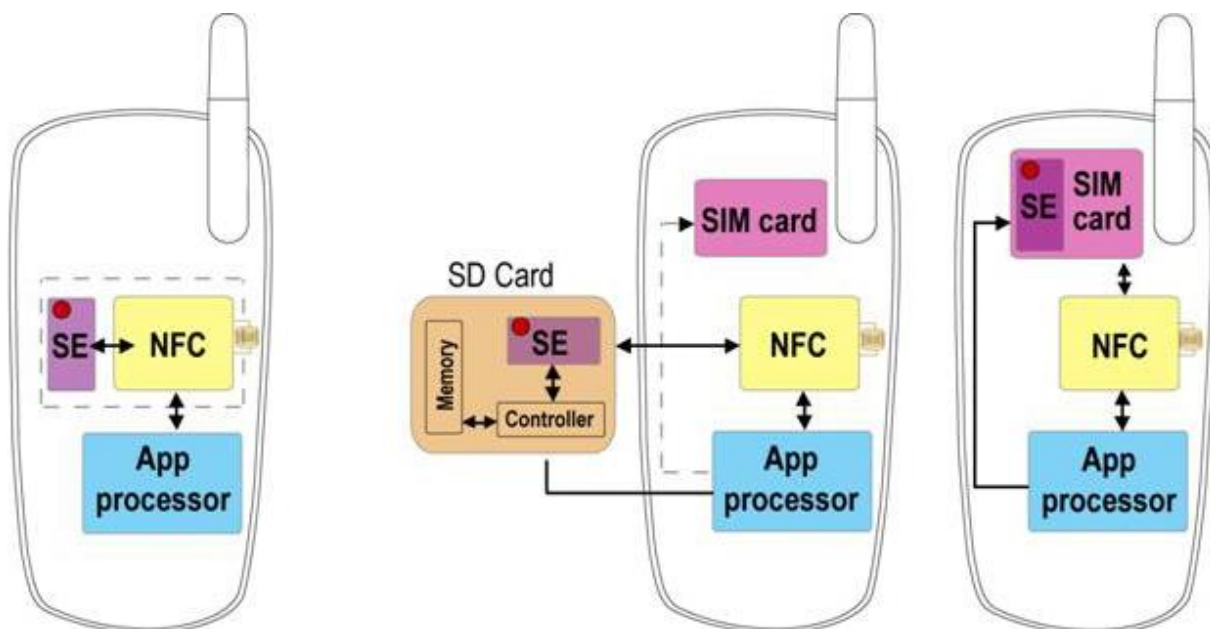 SE
NFC
App
processor
SD Card
Memory
SE
Controller
SIM card
NFC
App
processor
SE
SIM
card
NFC
App
processor